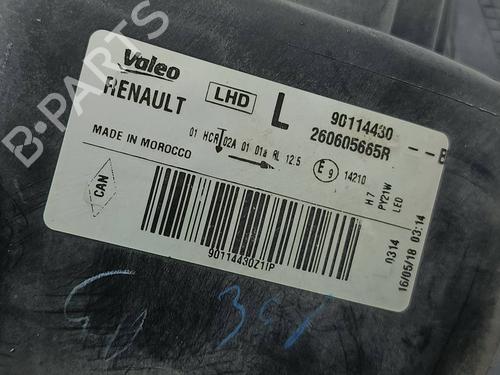 B-PARTS
Valeo
RENAULT
LHD
L
90114430
260605665R
-- B
MADE IN MOROCCO
01 HCR 02A 01 01a RL 12.5
E9
14210
H7
PY21W
LED
CAN
90114430Z1IP
0314
16/05/18 03:14